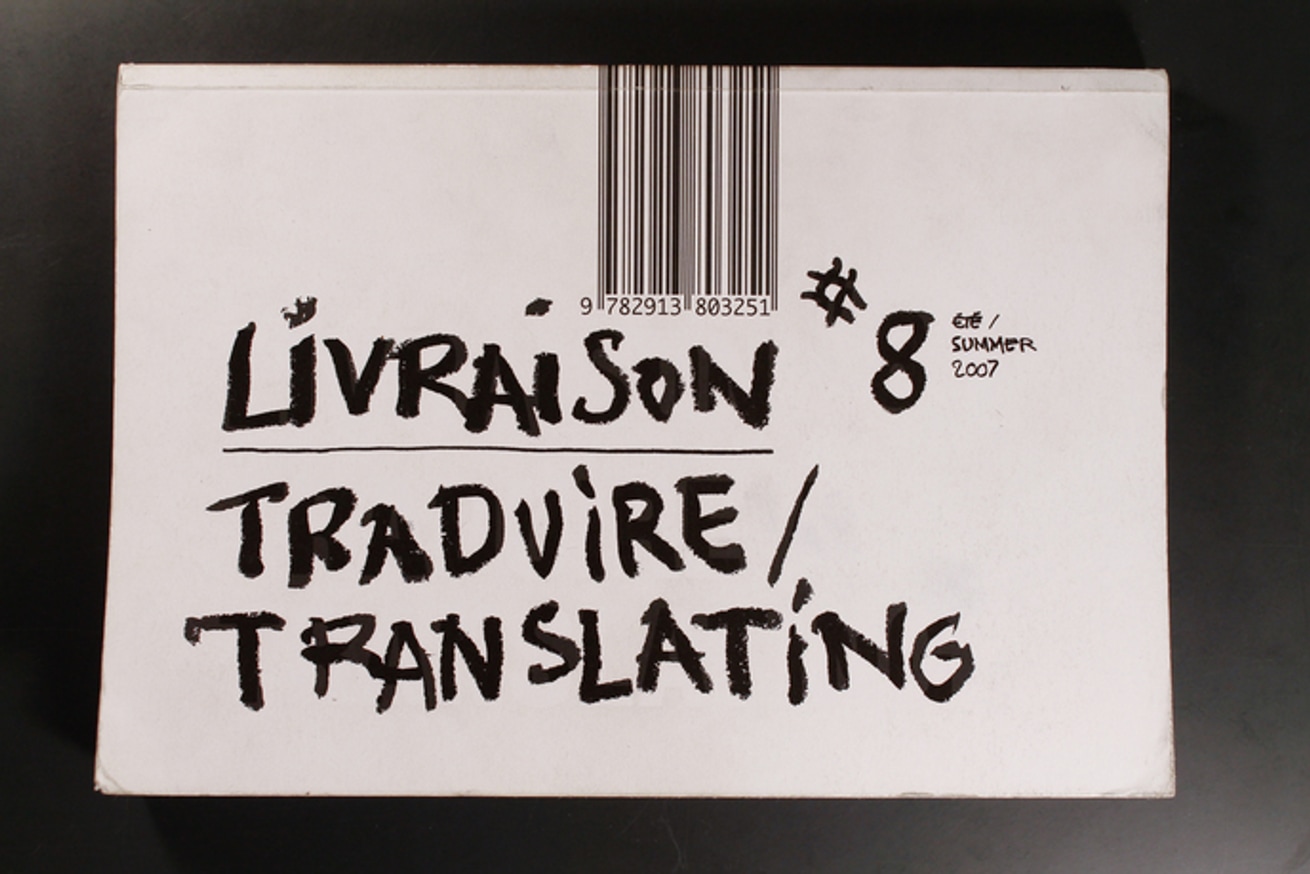 9 782913 803251
LiVRAiSON #8
ÉTÉ /
SUMMER
2007
TRADUiRE /
TRANSLATiNG